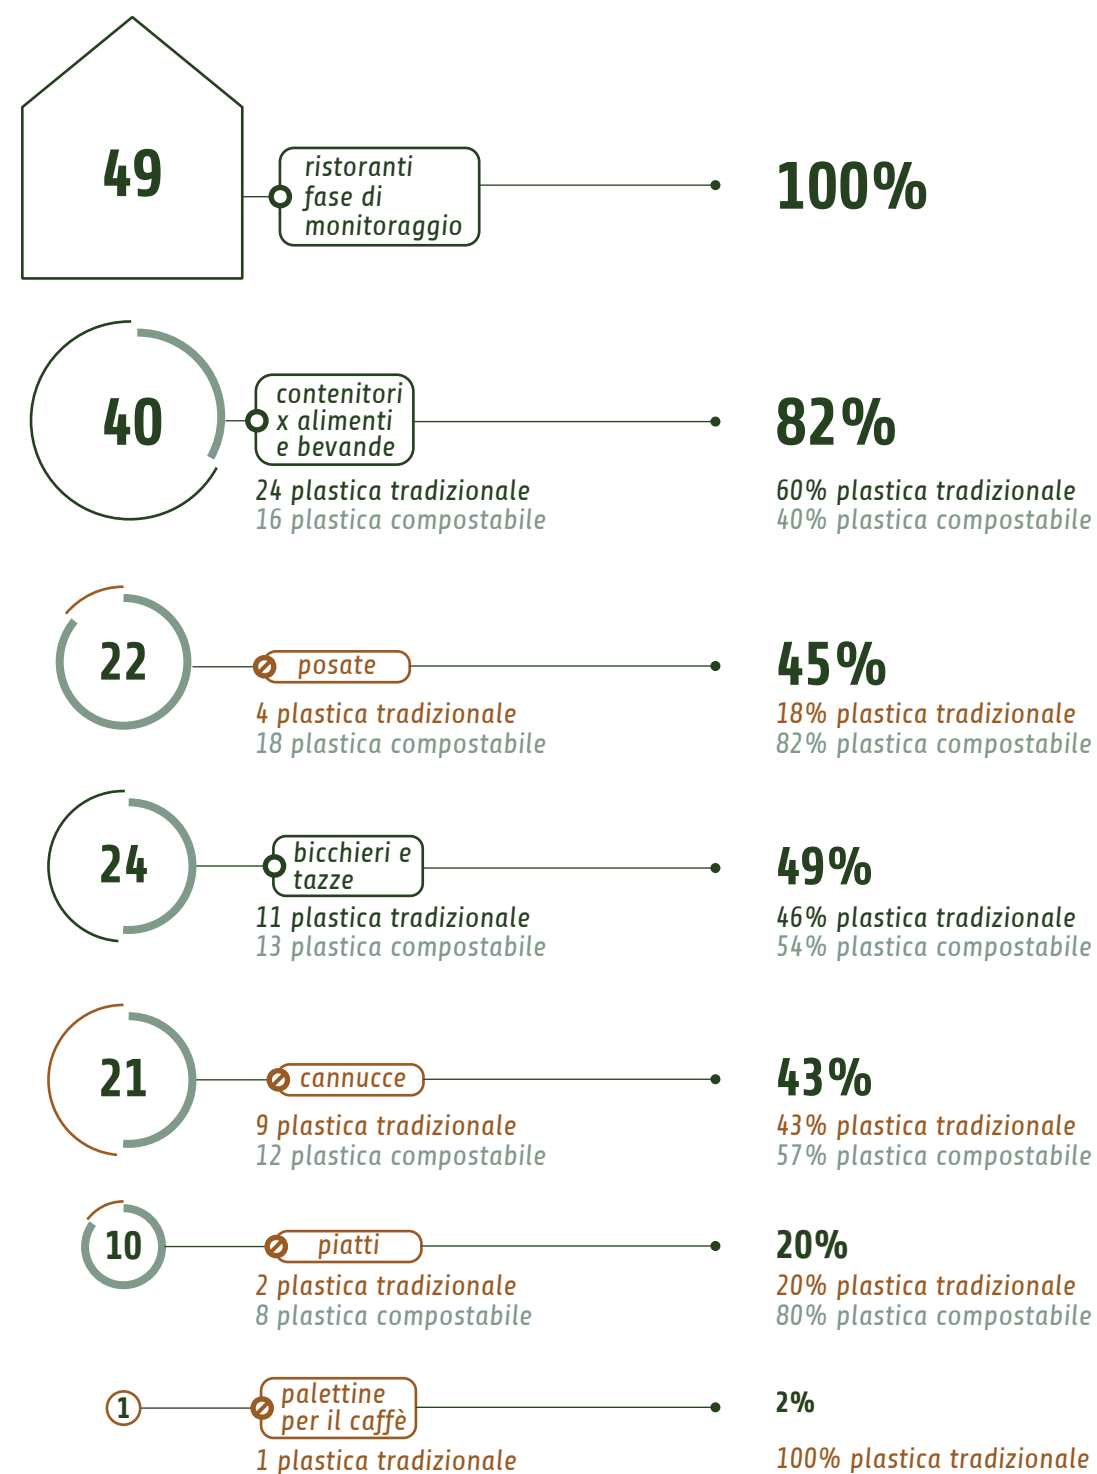 49
ristoranti
fase di
monitoraggio
100%
40
contenitori
x alimenti
e bevande
82%
24 plastica tradizionale
16 plastica compostabile
60% plastica tradizionale
40% plastica compostabile
22
posate
45%
4 plastica tradizionale
18 plastica compostabile
18% plastica tradizionale
82% plastica compostabile
24
bicchieri e
tazze
49%
11 plastica tradizionale
13 plastica compostabile
46% plastica tradizionale
54% plastica compostabile
21
cannucce
43%
9 plastica tradizionale
12 plastica compostabile
43% plastica tradizionale
57% plastica compostabile
10
piatti
20%
2 plastica tradizionale
8 plastica compostabile
20% plastica tradizionale
80% plastica compostabile
1
palettine
per il caffè
2%
1 plastica tradizionale
100% plastica tradizionale